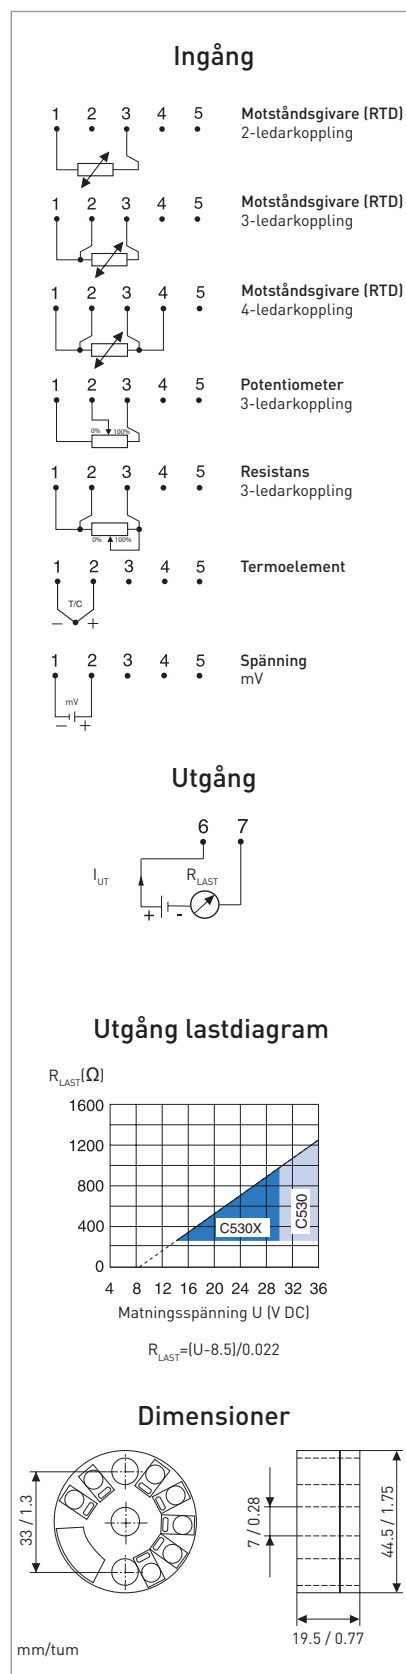 Ingång
1 2 3 4 5 Motståndsgivare (RTD)
2-ledarkoppling
1 2 3 4 5 Motståndsgivare (RTD)
3-ledarkoppling
1 2 3 4 5 Motståndsgivare (RTD)
4-ledarkoppling
1 2 3 4 5 Potentiometer
3-ledarkoppling
0% 100%
1 2 3 4 5 Resistans
3-ledarkoppling
0% 100%
1 2 3 4 5 Termoelement
T/C
− +
1 2 3 4 5 Spänning
mV
mV
− +
Utgång
6 7
I_UT R_LAST
+ -
Utgång lastdiagram
R_LAST(Ω)
1600
1200
800
400
0
C530X
C530
4 8 12 16 20 24 28 32 36
Matningsspänning U (V DC)
R_LAST=(U-8.5)/0.022
Dimensioner
33 / 1.3
7 / 0.28
44.5 / 1.75
19.5 / 0.77
mm/tum